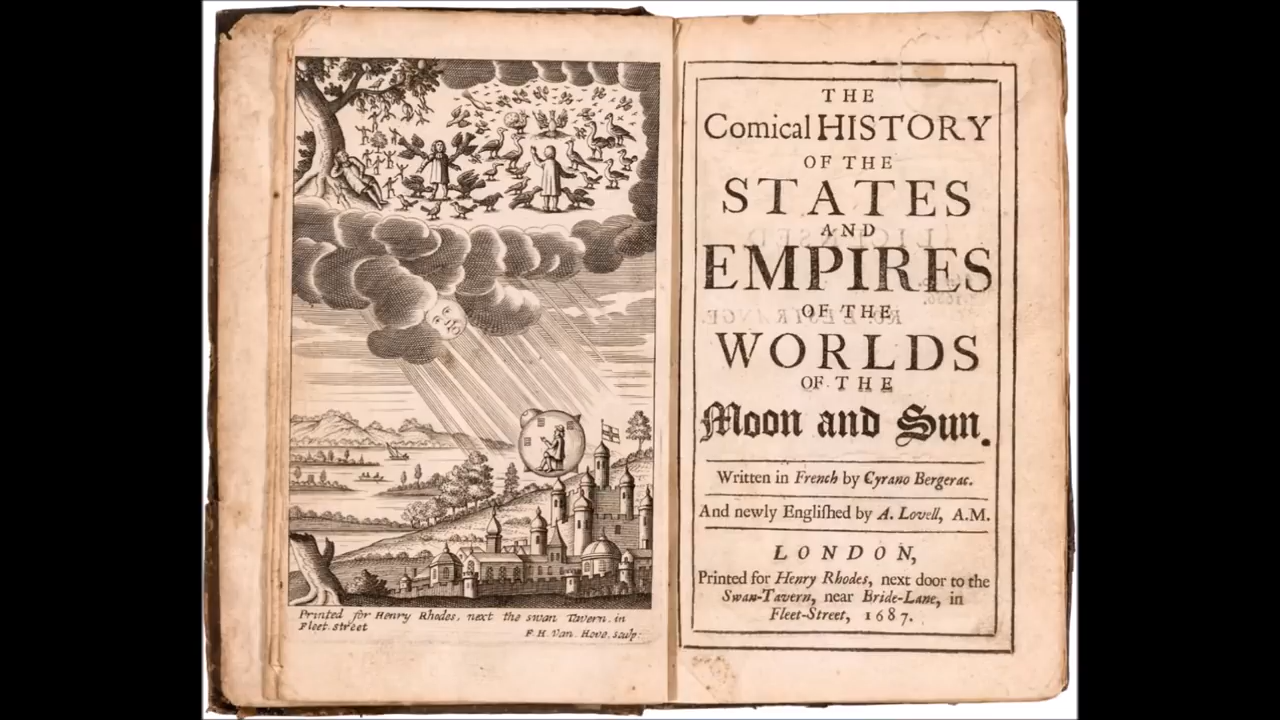 Printed for Henry Rhodes, next the swan Tavern, in
Fleet street
F. H. Van. Hove. sculp:
THE
Comical HISTORY
OF THE
STATES
AND
EMPIRES
OF THE
WORLDS
OF THE
Moon and Sun.
Written in French by Cyrano Bergerac.
And newly Engliſhed by A. Lovell, A.M.
LONDON,
Printed for Henry Rhodes, next door to the
Swan-Tavern, near Bride-Lane, in
Fleet-Street, 1687.